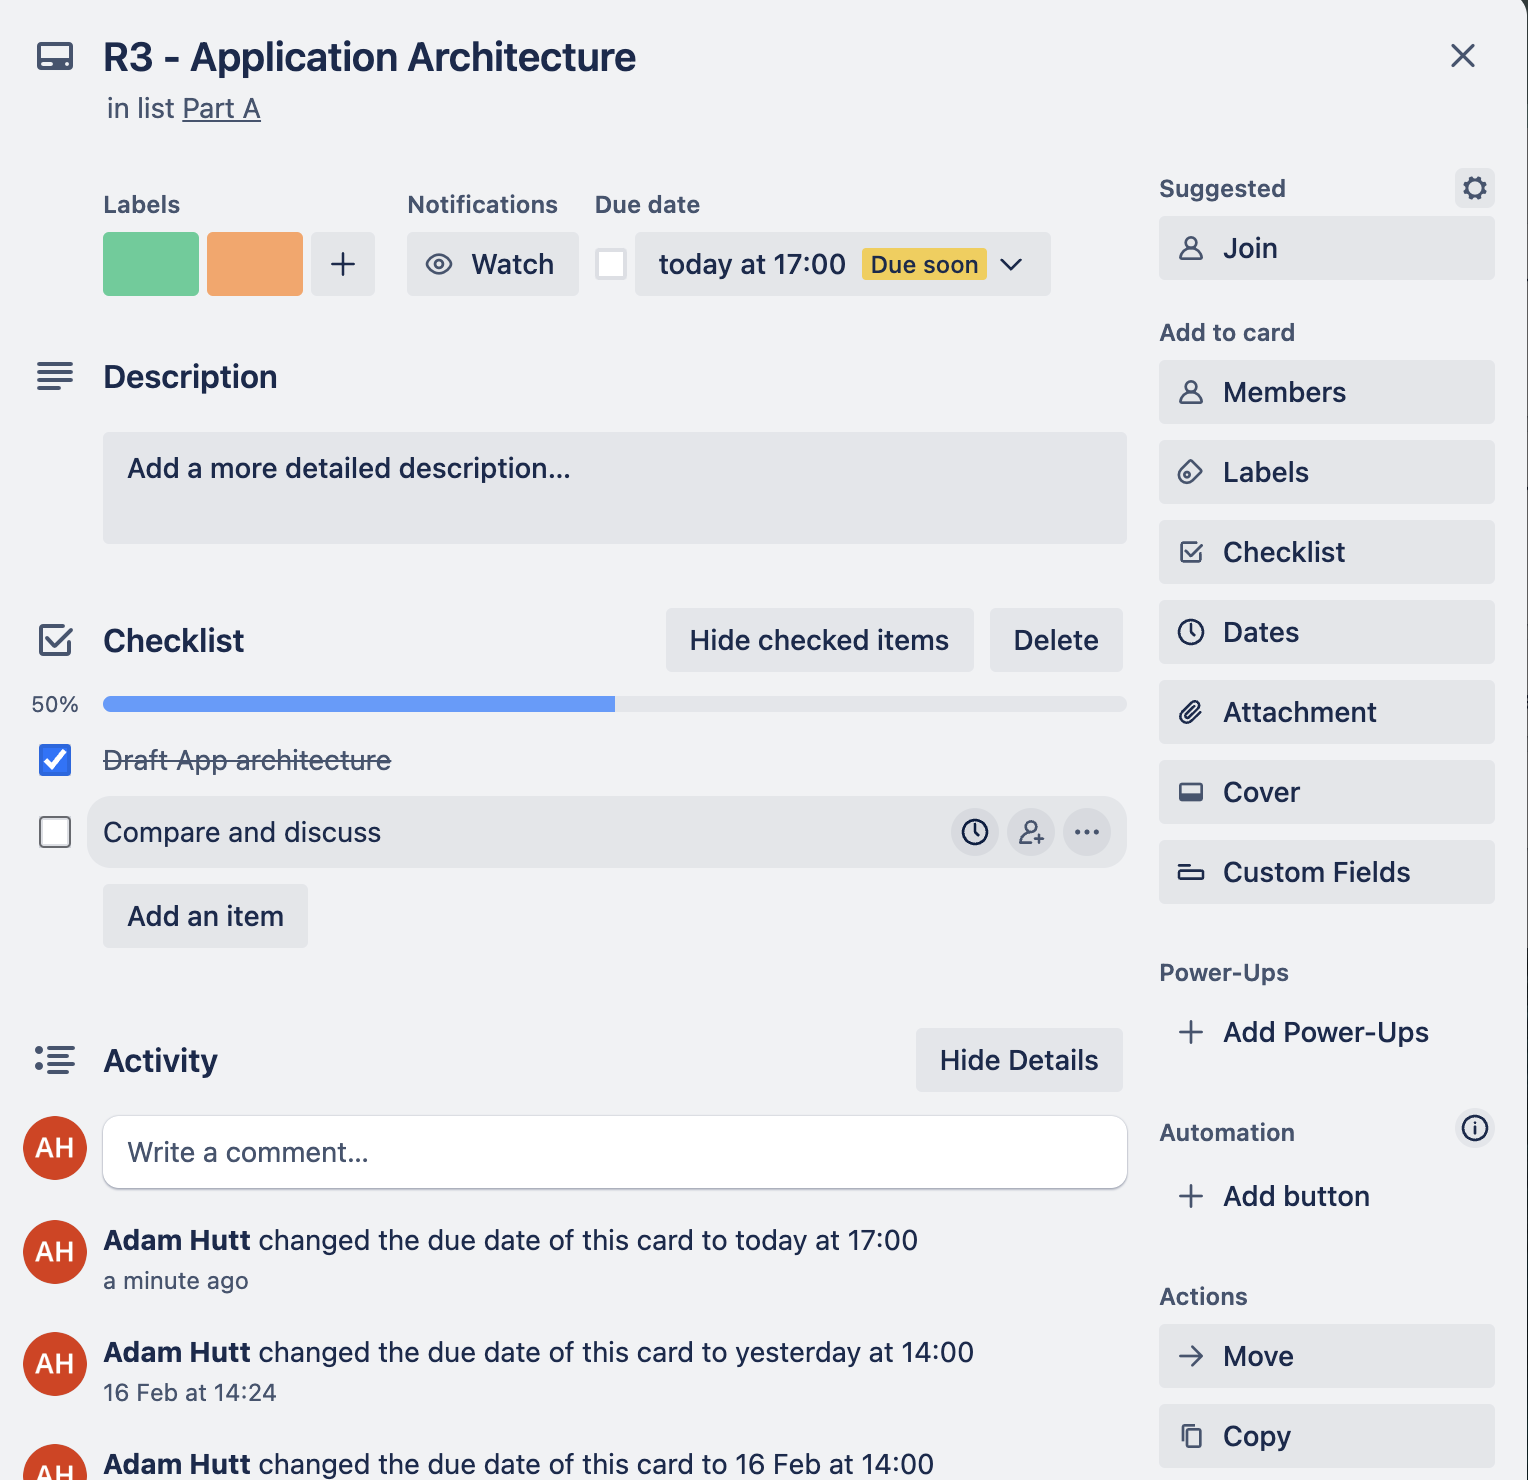 R3 - Application Architecture
in list Part A
Labels
Notifications
Due date
Watch
today at 17:00 Due soon
Description
Add a more detailed description...
Checklist
Hide checked items
Delete
50%
Draft App architecture
Compare and discuss
Add an item
Activity
Hide Details
AH
Write a comment...
AH
Adam Hutt changed the due date of this card to today at 17:00
a minute ago
AH
Adam Hutt changed the due date of this card to yesterday at 14:00
16 Feb at 14:24
AH
Adam Hutt changed the due date of this card to 16 Feb at 14:00
Suggested
Join
Add to card
Members
Labels
Checklist
Dates
Attachment
Cover
Custom Fields
Power-Ups
Add Power-Ups
Automation
Add button
Actions
Move
Copy